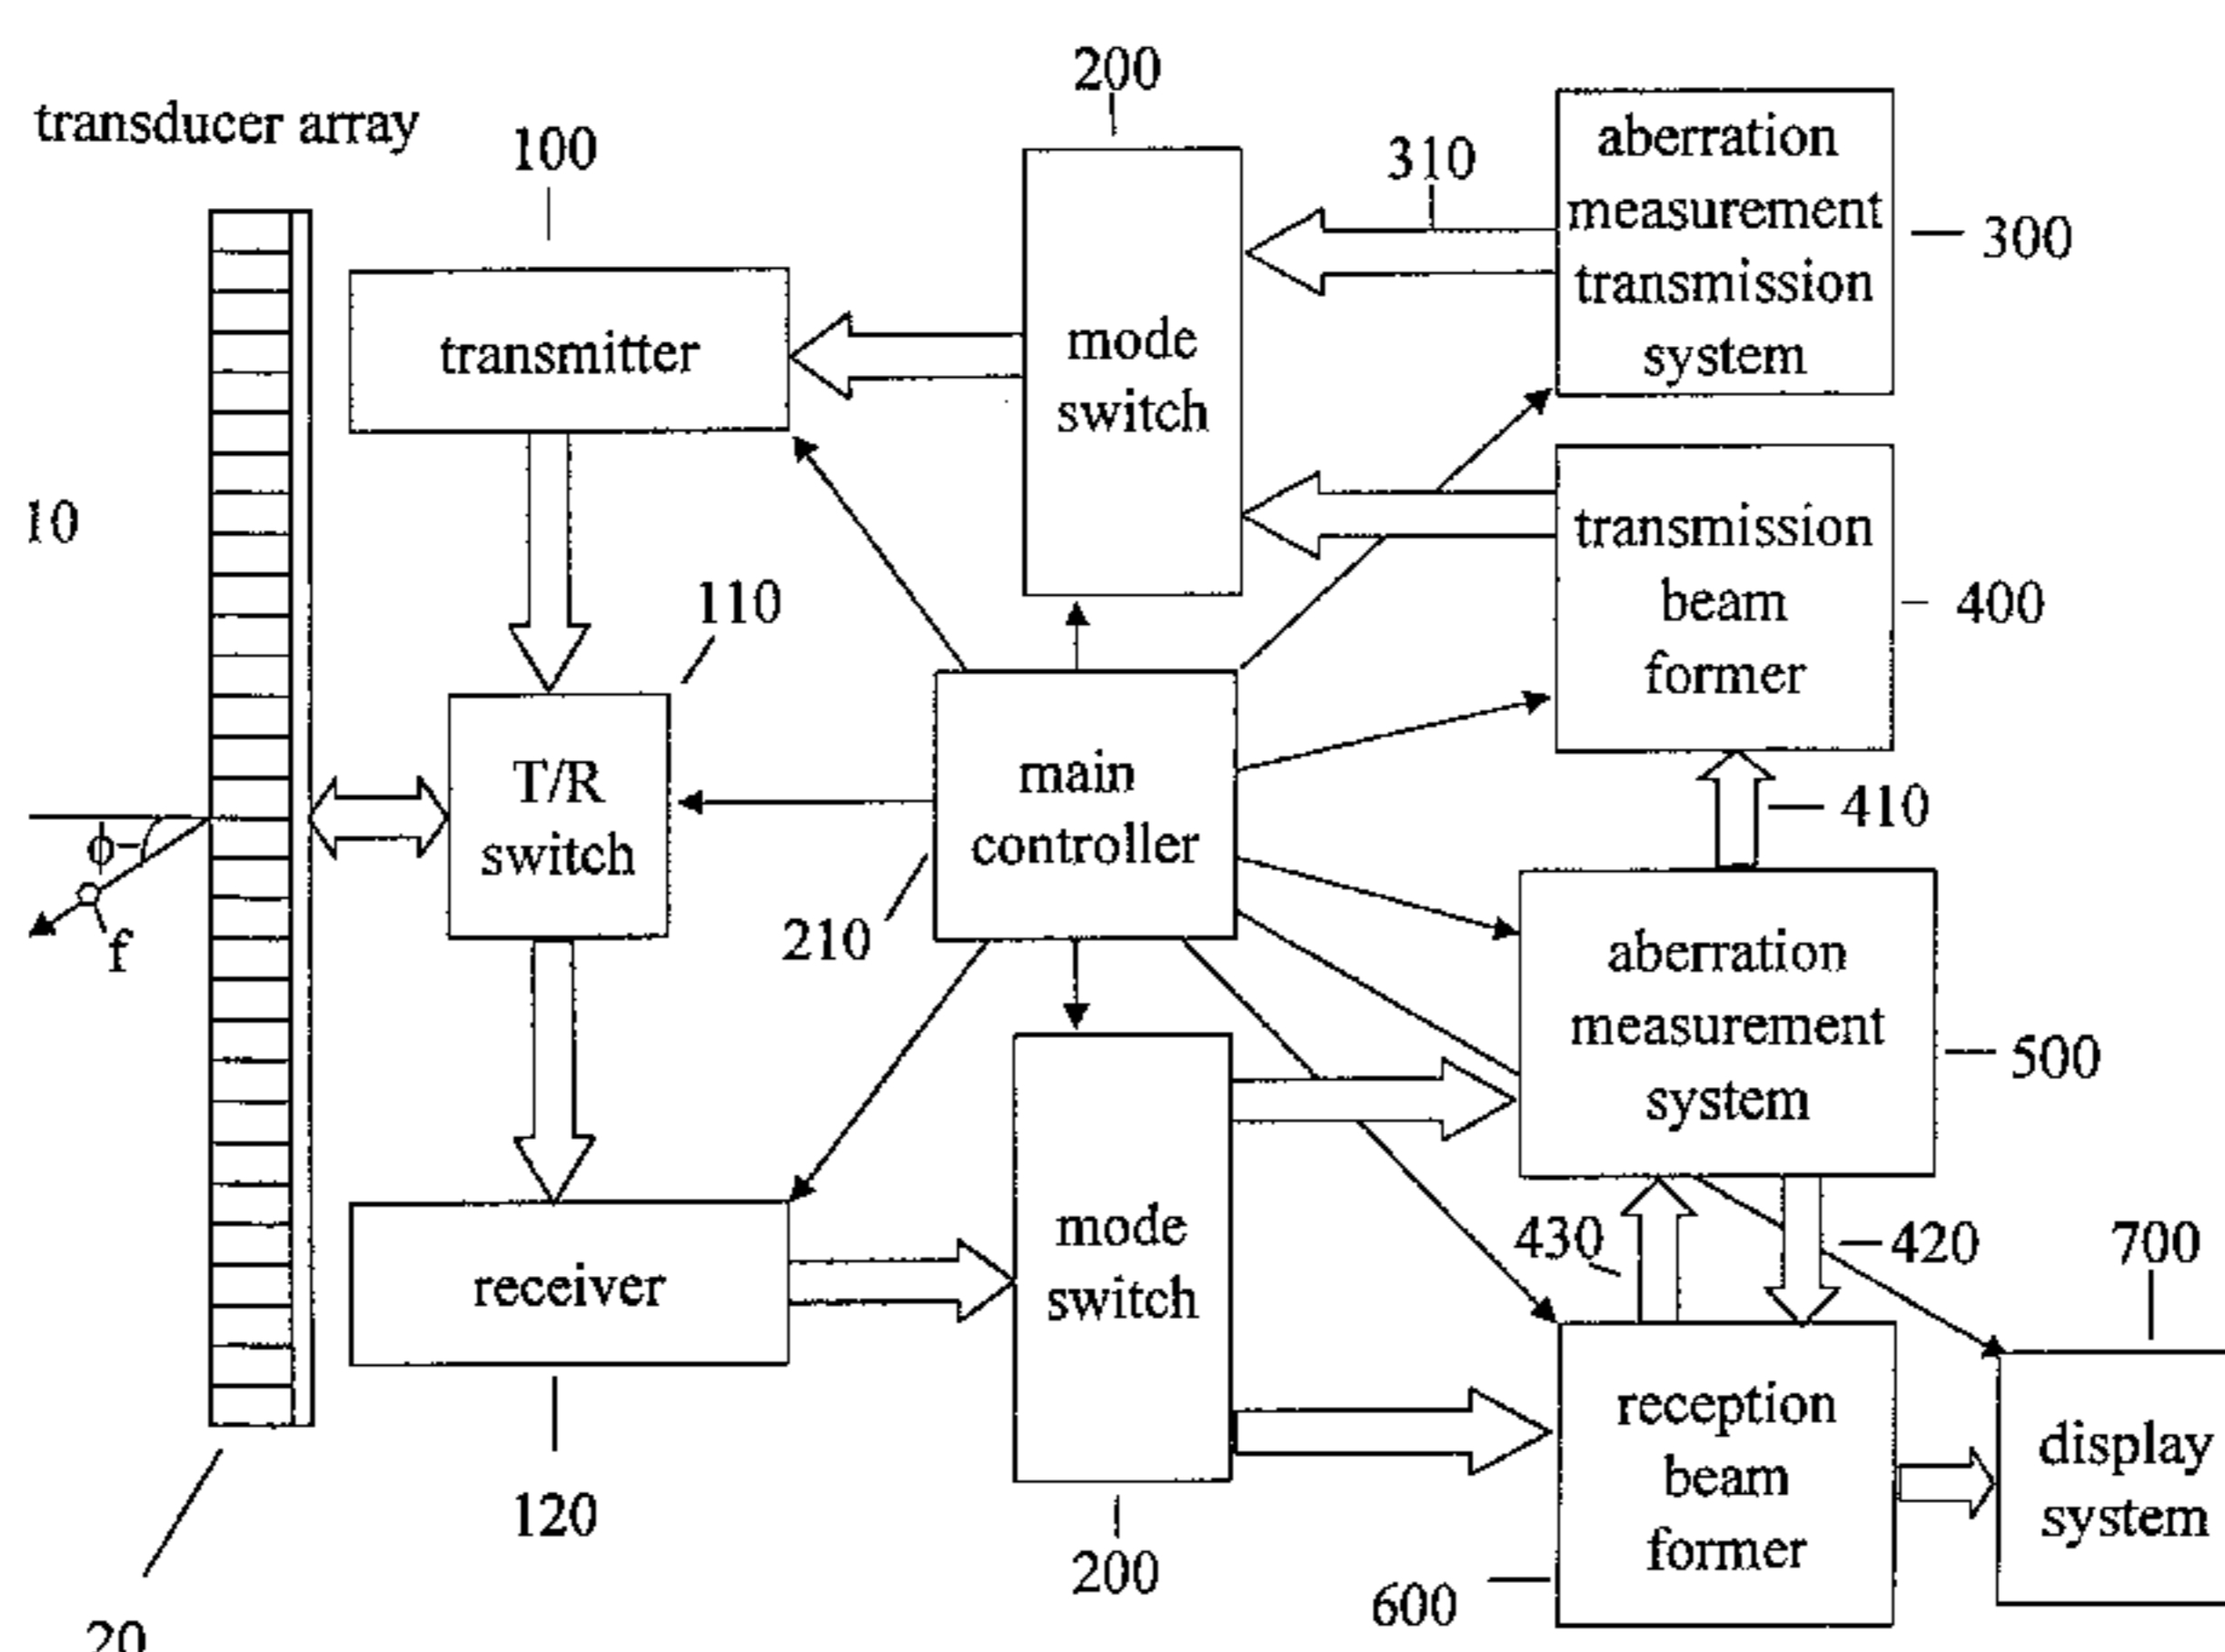 200
transducer array
100
310
aberration
measurement
transmission
system
300
transmitter
mode
switch
10
110
transmission
beam
former
400
T/R
switch
main
controller
410
ϕ
f
210
aberration
measurement
system
500
430
420
700
receiver
mode
switch
reception
beam
former
display
system
120
200
600
20